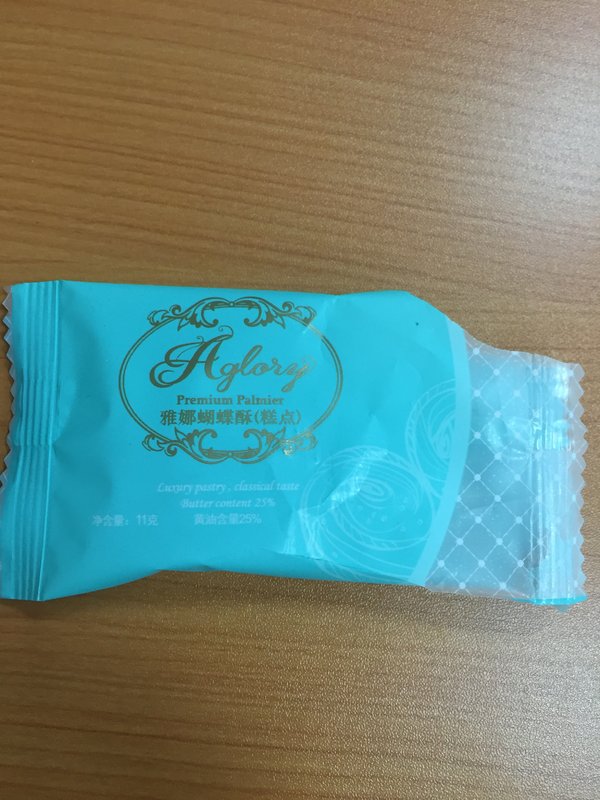 Aglory
Premium Palmier
雅娜蝴蝶酥(糕点)
Luxury pastry , classical taste
Butter content 25%
净含量: 11克 黄油含量25%